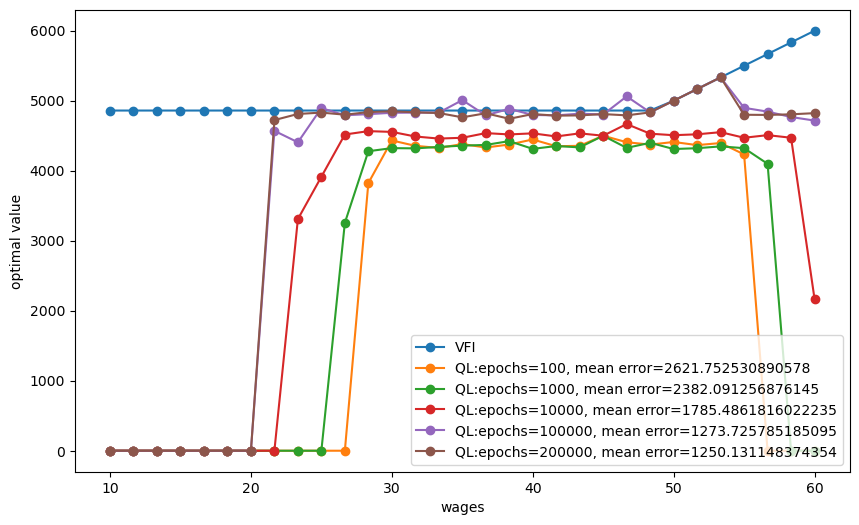 6000
5000
4000
3000
2000
1000
0
optimal value
10
20
30
40
50
60
wages
VFI
QL:epochs=100, mean error=2621.752530890578
QL:epochs=1000, mean error=2382.091256876145
QL:epochs=10000, mean error=1785.4861816022235
QL:epochs=100000, mean error=1273.725785185095
QL:epochs=200000, mean error=1250.131148374354